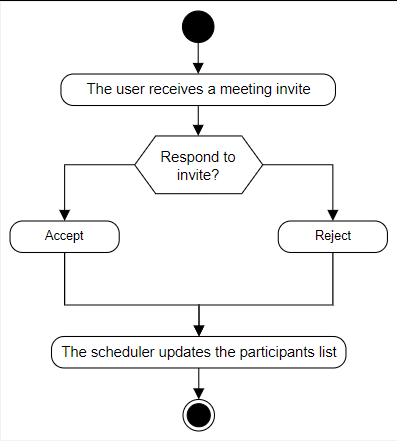 The user receives a meeting invite
Respond to
invite?
Accept
Reject
The scheduler updates the participants list